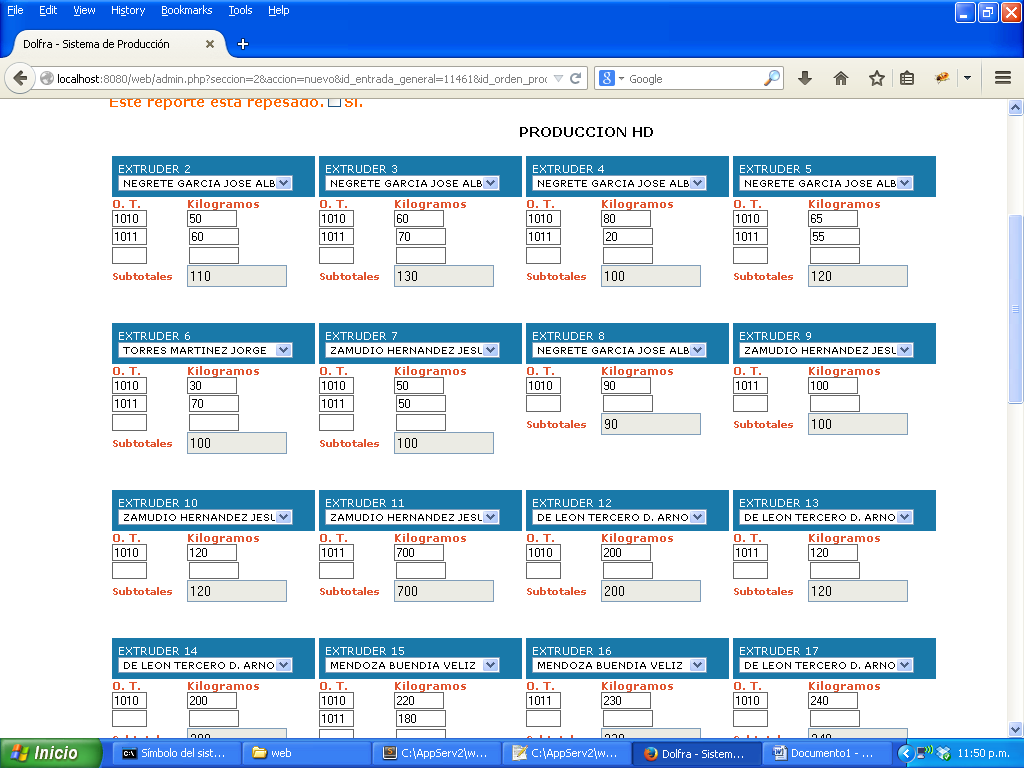 File Edit View History Bookmarks Tools Help
Dolfra - Sistema de Producción
localhost:8080/web/admin.php?seccion=2&accion=nuevo&id_entrada_general=11461&id_orden_proc
Google
Este reporte esta repesado. SI.
PRODUCCION HD
EXTRUDER 2 EXTRUDER 3 EXTRUDER 4 EXTRUDER 5
NEGRETE GARCIA JOSE ALB NEGRETE GARCIA JOSE ALB NEGRETE GARCIA JOSE ALB NEGRETE GARCIA JOSE ALB
O. T. Kilogramos O. T. Kilogramos O. T. Kilogramos O. T. Kilogramos
1010 50 1010 60 1010 80 1010 65
1011 60 1011 70 1011 20 1011 55
Subtotales 110 Subtotales 130 Subtotales 100 Subtotales 120
EXTRUDER 6 EXTRUDER 7 EXTRUDER 8 EXTRUDER 9
TORRES MARTINEZ JORGE ZAMUDIO HERNANDEZ JESU NEGRETE GARCIA JOSE ALB ZAMUDIO HERNANDEZ JESU
O. T. Kilogramos O. T. Kilogramos O. T. Kilogramos O. T. Kilogramos
1010 30 1010 50 1010 90 1011 100
1011 70 1011 50
Subtotales 90 Subtotales 100
Subtotales 100 Subtotales 100
EXTRUDER 10 EXTRUDER 11 EXTRUDER 12 EXTRUDER 13
ZAMUDIO HERNANDEZ JESU ZAMUDIO HERNANDEZ JESU DE LEON TERCERO D. ARNO DE LEON TERCERO D. ARNO
O. T. Kilogramos O. T. Kilogramos O. T. Kilogramos O. T. Kilogramos
1010 120 1011 700 1010 200 1011 120
Subtotales 120 Subtotales 700 Subtotales 200 Subtotales 120
EXTRUDER 14 EXTRUDER 15 EXTRUDER 16 EXTRUDER 17
DE LEON TERCERO D. ARNO MENDOZA BUENDIA VELIZ MENDOZA BUENDIA VELIZ DE LEON TERCERO D. ARNO
O. T. Kilogramos O. T. Kilogramos O. T. Kilogramos O. T. Kilogramos
1010 200 1010 220 1011 230 1010 240
1011 180
Inicio Símbolo del sist... web C:\AppServ2\w... C:\AppServ2\w... Dolfra - Sistem... Documento1 - ... 11:50 p.m.